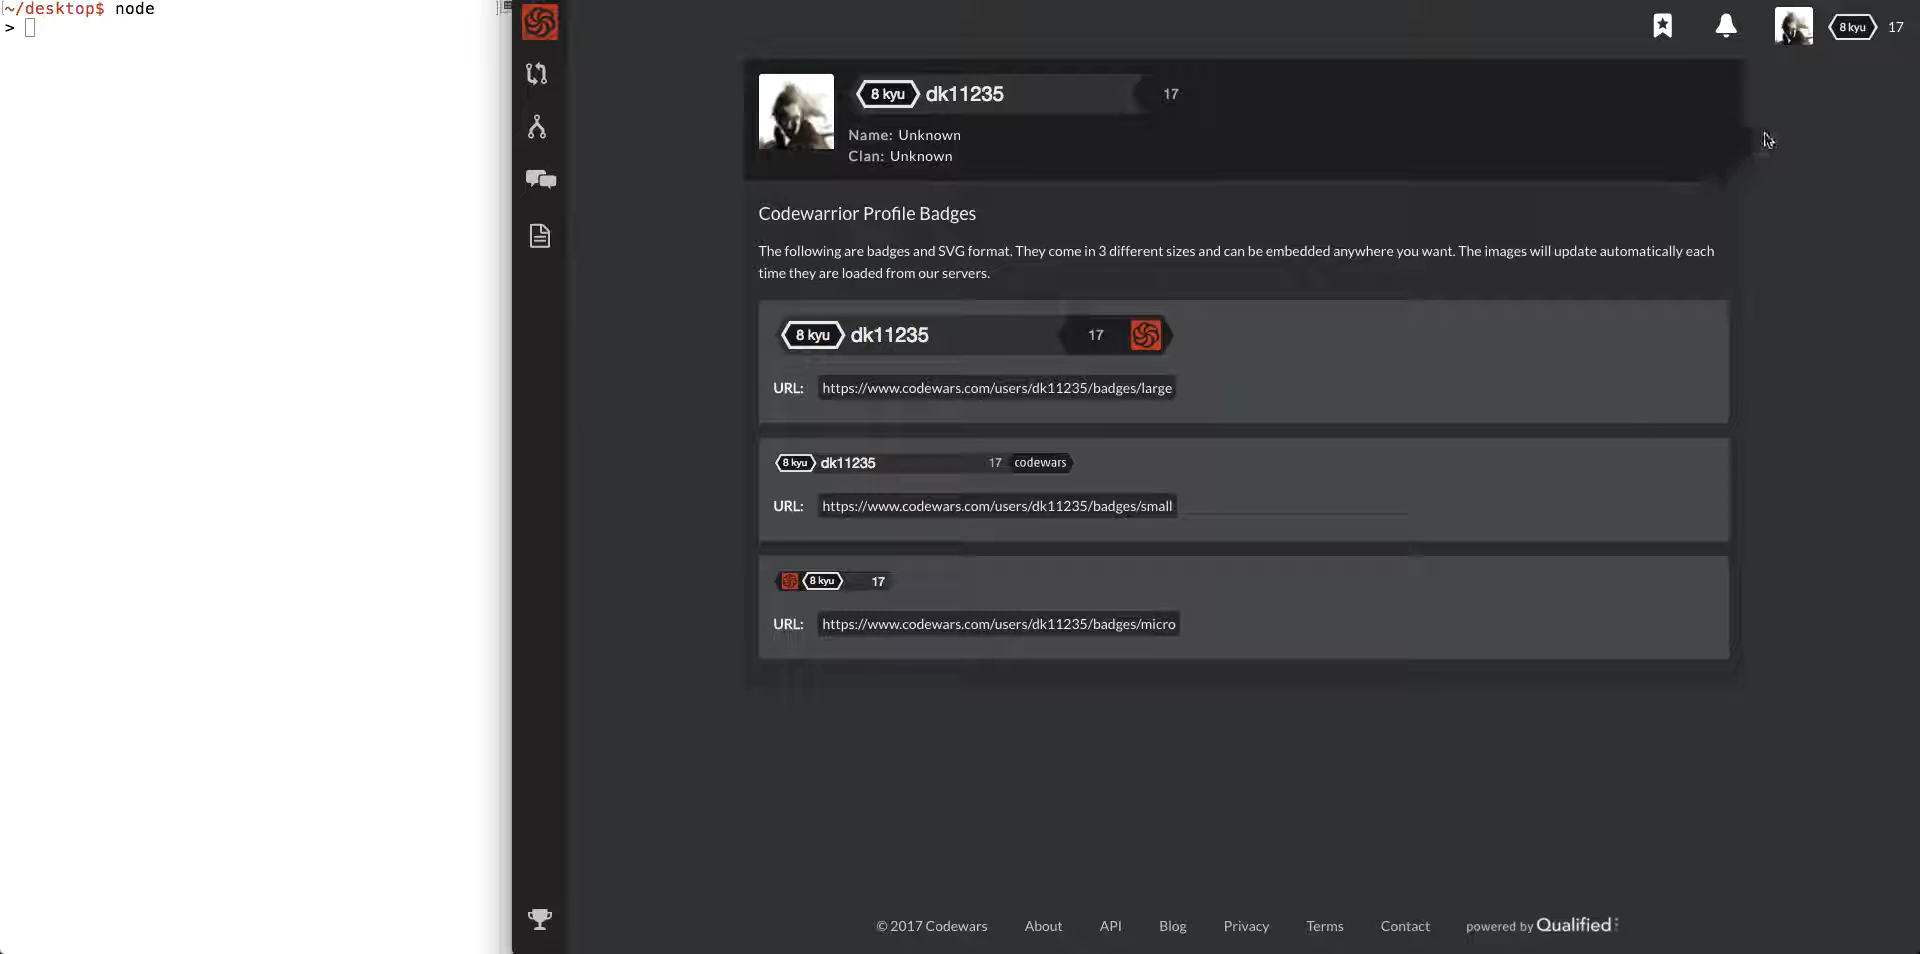 ~/desktop$ node
>
8 kyu 17
8 kyu dk11235 17
Name: Unknown
Clan: Unknown
Codewarrior Profile Badges
The following are badges and SVG format. They come in 3 different sizes and can be embedded anywhere you want. The images will update automatically each
time they are loaded from our servers.
8 kyu dk11235 17
URL: https://www.codewars.com/users/dk11235/badges/large
8 kyu dk11235 17 codewars
URL: https://www.codewars.com/users/dk11235/badges/small
8 kyu 17
URL: https://www.codewars.com/users/dk11235/badges/micro
© 2017 Codewars About API Blog Privacy Terms Contact powered by Qualified